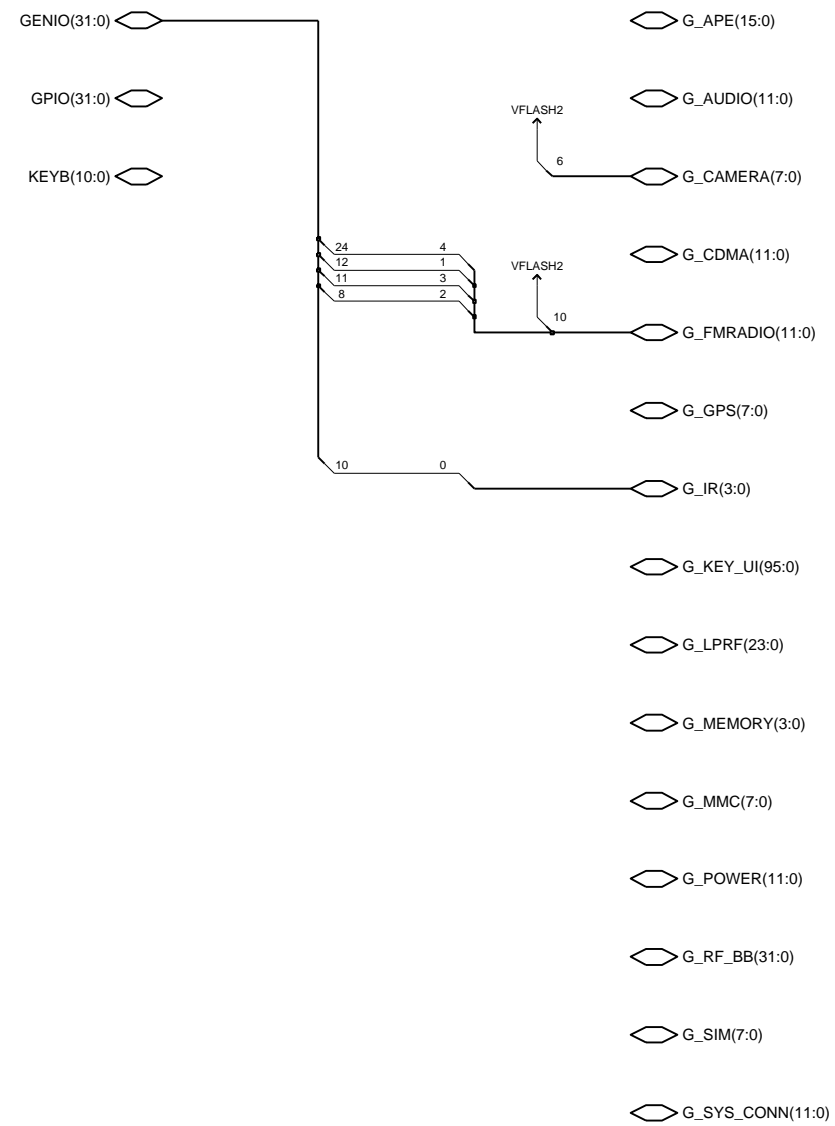 GENIO(31:0)
G_APE(15:0)
GPIO(31:0)
G_AUDIO(11:0)
VFLASH2
6
KEYB(10:0)
G_CAMERA(7:0)
24 4
G_CDMA(11:0)
12 1
VFLASH2
11 3
8 2
10
G_FMRADIO(11:0)
G_GPS(7:0)
10 0
G_IR(3:0)
G_KEY_UI(95:0)
G_LPRF(23:0)
G_MEMORY(3:0)
G_MMC(7:0)
G_POWER(11:0)
G_RF_BB(31:0)
G_SIM(7:0)
G_SYS_CONN(11:0)